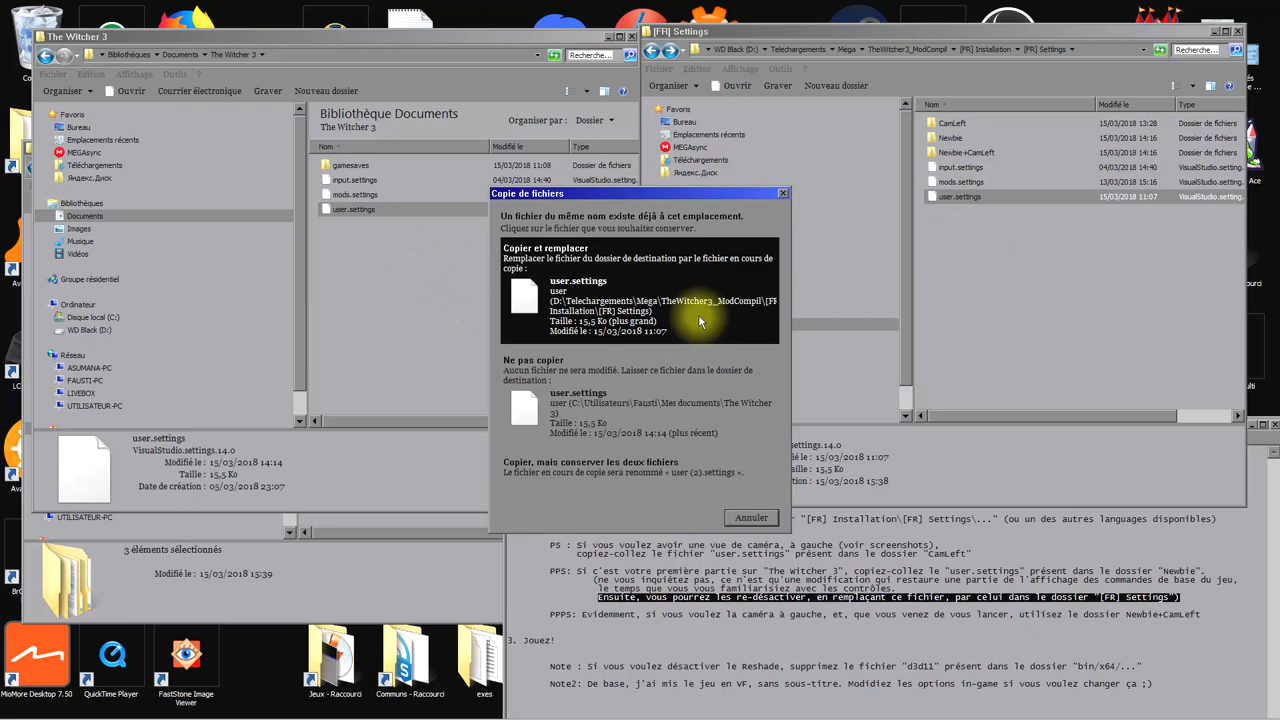 The Witcher 3
Bibliothèques ▸ Documents ▸ The Witcher 3 ▸
Recherche...
Fichier Edition Affichage Outils ?
Organiser Ouvrir Courrier électronique Graver Nouveau dossier
Favoris
Bureau
Emplacements récents
MEGAsync
Téléchargements
Яндекс.Диск
Bibliothèques
Documents
Images
Musique
Vidéos
Groupe résidentiel
Ordinateur
Disque local (C:)
WD Black (D:)
Réseau
ASUMANA-PC
FAUSTI-PC
LIVEBOX
UTILISATEUR-PC
Bibliothèque Documents
The Witcher 3
Organiser par : Dossier
Nom Modifié le Type
gamesaves 15/03/2018 11:08 Dossier de fichiers
input.settings 04/03/2018 14:40 VisualStudio.setting.
mods.settings
user.settings
user.settings
VisualStudio.settings.14.0
Modifié le : 15/03/2018 14:14
Taille : 15,5 Ko
Date de création : 05/03/2018 23:07
UTILISATEUR-PC
3 éléments sélectionnés
Modifié le : 15/03/2018 15:39
[FR] Settings
WD Black (D:) ▸ Telechargements ▸ Mega ▸ TheWitcher3_ModCompil ▸ [FR] Installation ▸ [FR] Settings ▸
Recherche...
Fichier Edition Affichage Outils ?
Organiser Ouvrir Graver Nouveau dossier
Favoris
Bureau
Emplacements récents
MEGAsync
Téléchargements
Яндекс.Диск
Nom Modifié le Type
CamLeft 15/03/2018 13:28 Dossier de fichiers
Newbie 15/03/2018 14:16 Dossier de fichiers
Newbie+CamLeft 15/03/2018 14:16 Dossier de fichiers
input.settings 04/03/2018 14:40 VisualStudio.setting
mods.settings 13/03/2018 15:16 VisualStudio.setting
user.settings 15/03/2018 11:07 VisualStudio.setting
Copie de fichiers
Un fichier du même nom existe déjà à cet emplacement.
Cliquez sur le fichier que vous souhaitez conserver.
Copier et remplacer
Remplacer le fichier du dossier de destination par le fichier en cours de
copie :
user.settings
user
(D:\Telechargements\Mega\TheWitcher3_ModCompil\[FR
Installation\[FR] Settings)
Taille : 15,5 Ko (plus grand)
Modifié le : 15/03/2018 11:07
Ne pas copier
Aucun fichier ne sera modifié. Laisser ce fichier dans le dossier de
destination :
user.settings
user (C:\Utilisateurs\Fausti\Mes documents\The Witcher
3)
Taille : 15,5 Ko
Modifié le : 15/03/2018 14:14 (plus récent)
Copier, mais conserver les deux fichiers
Le fichier en cours de copie sera renommé « user (2).settings ».
Annuler
.14.0
15/03/2018 11:07
15/03/2018 15:38
"[FR] Installation\[FR] Settings\..." (ou un des autres languages disponibles)
PS : Si vous voulez avoir une vue de caméra, à gauche (voir screenshots),
copiez-collez le fichier "user.settings" présent dans le dossier "CamLeft"
PPS: Si c'est votre première partie sur "The Witcher 3", copiez-collez le "user.settings" présent dans le dossier "Newbie".
(ne vous inquiétez pas, ce n'est qu'une modification qui restaure une partie de l'affichage des commandes de base du jeu,
le temps que vous vous familiarisiez avec les contrôles.
Ensuite, vous pourrez les re-désactiver, en remplaçant ce fichier, par celui dans le dossier "[FR] Settings")
PPPS: Evidemment, si vous voulez la caméra à gauche, et, que vous venez de vous lancer, utilisez le dossier Newbie+CamLeft
3. Jouez!
Note : Si vous voulez désactiver le Reshade, supprimez le fichier "d3d11" présent dans le dossier "bin/x64/..."
Note2: De base, j'ai mis le jeu en VF, sans sous-titre. Modidiez les options in-game si vous voulez changer ça ;)
MioMore Desktop 7.50
QuickTime Player
FastStone Image
Viewer
Jeux - Raccourci
Communs - Raccourci
exes
Ace